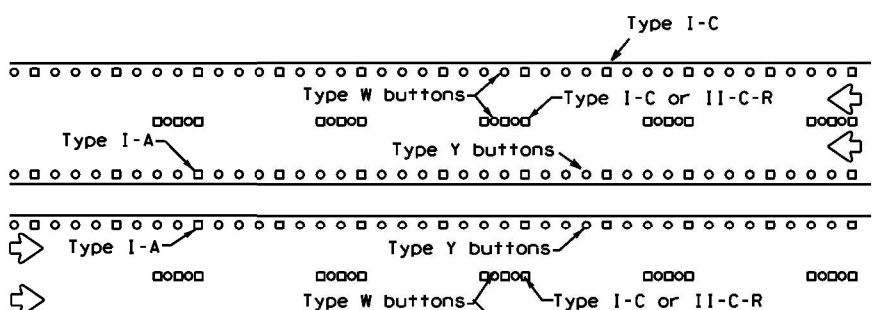 Type I-C
Type W buttons
Type I-C or II-C-R
Type I-A
Type Y buttons
Type I-A
Type Y buttons
Type W buttons
Type I-C or II-C-R